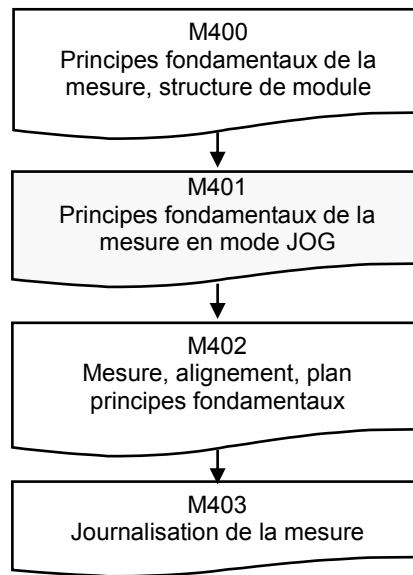 M400
Principes fondamentaux de la
mesure, structure de module
M401
Principes fondamentaux de la
mesure en mode JOG
M402
Mesure, alignement, plan
principes fondamentaux
M403
Journalisation de la mesure